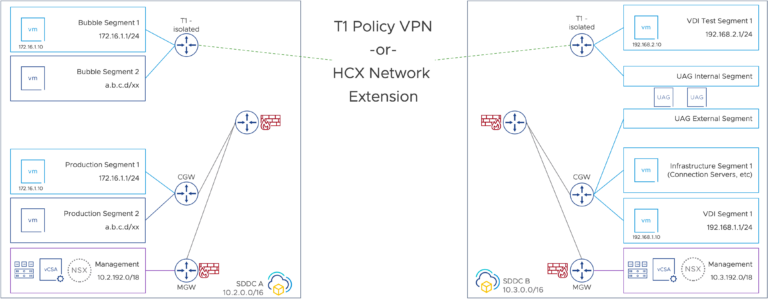 T1 Policy VPN
-or-
HCX Network
Extension
Bubble Segment 1
172.16.1.1/24
vm
172.16.1.10
T1 -
isolated
Bubble Segment 2
a.b.c.d/xx
vm
Production Segment 1
172.16.1.1/24
vm
172.16.1.10
CGW
Production Segment 2
a.b.c.d/xx
vm
Management
10.2.192.0/18
vCSA
NSX
MGW
SDDC A
10.2.0.0/16
T1 -
isolated
VDI Test Segment 1
192.168.2.1/24
vm
192.168.2.10
UAG Internal Segment
UAG
UAG
UAG External Segment
CGW
Infrastructure Segment 1
(Connection Servers, etc)
vm
VDI Segment 1
192.168.1.1/24
vm
192.168.1.10
Management
10.3.192.0/18
vCSA
NSX
MGW
SDDC B
10.3.0.0/16